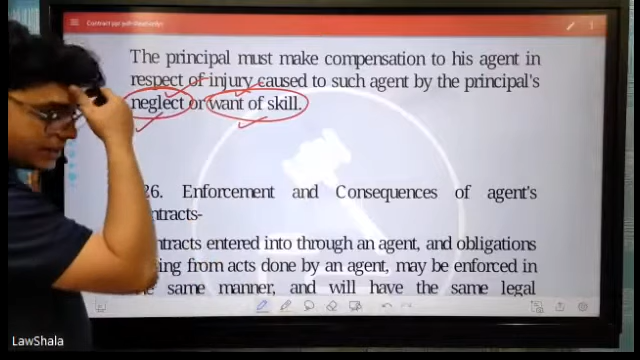 Contract ppt pdf-
The principal must make compensation to his agent in
respect of injury caused to such agent by the principal's
neglect or want of skill.
26. Enforcement and Consequences of agent's
ntracts-
ntracts entered into through an agent, and obligations
ing from acts done by an agent, may be enforced in
same manner, and will have the same legal
LawShala